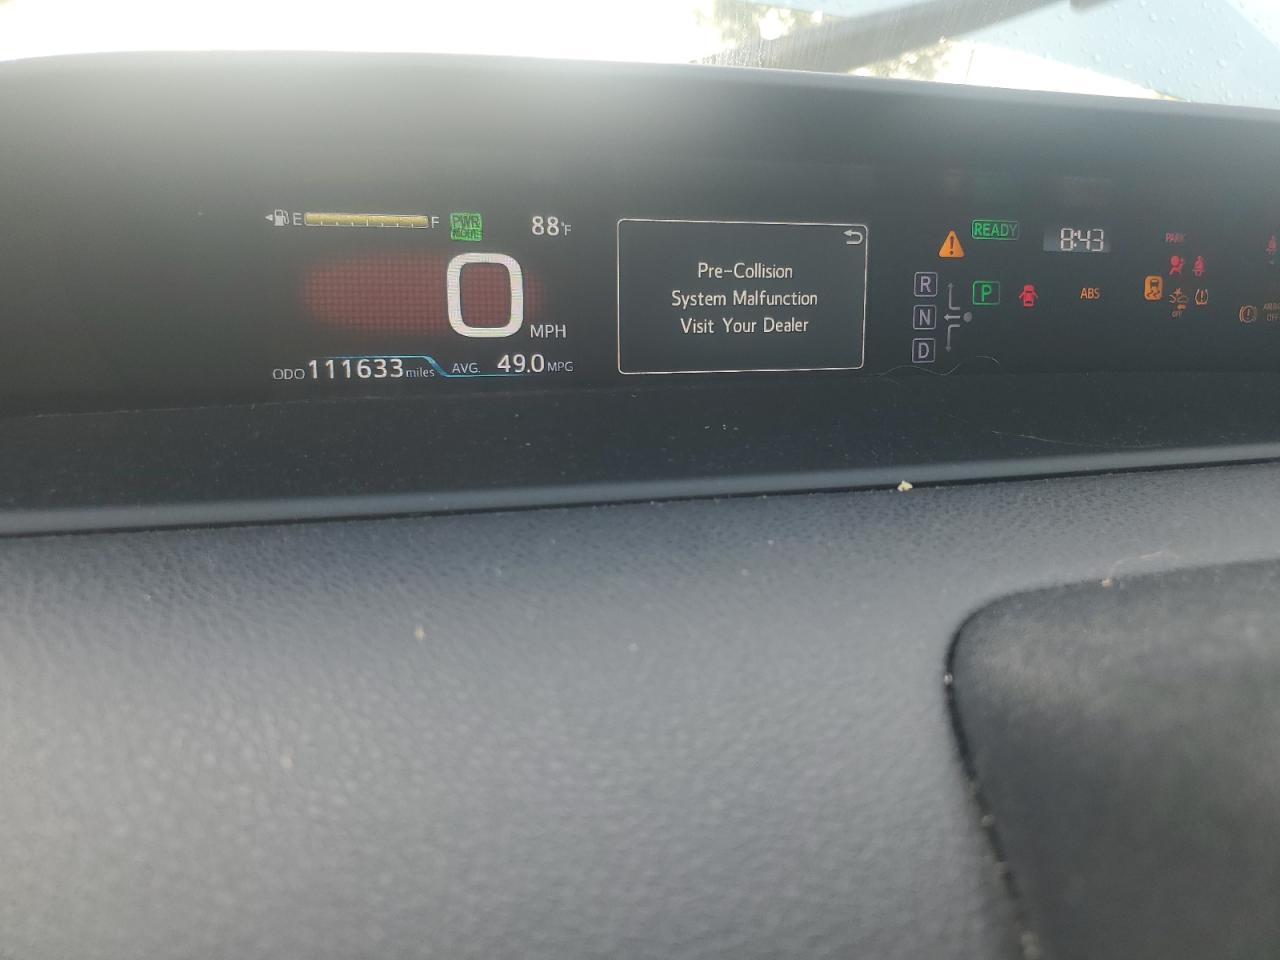 E F PWR MODE 88°F
0 MPH
ODO 111633 miles AVG. 49.0 MPG
Pre-Collision
System Malfunction
Visit Your Dealer
READY 8:43 PARK
R P ABS
N
D
OFF